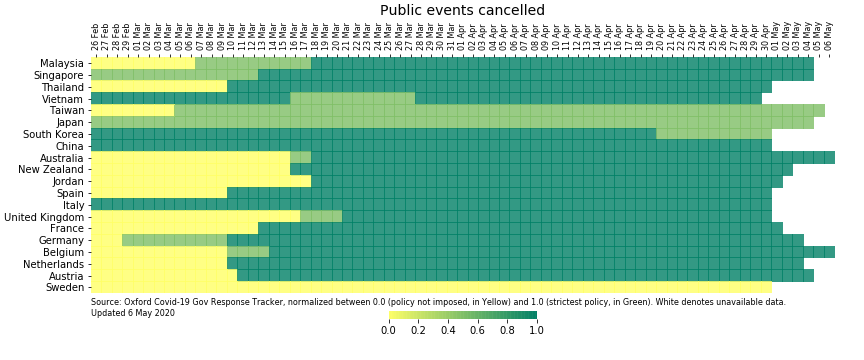 Public events cancelled
26 Feb
27 Feb
28 Feb
29 Feb
01 Mar
02 Mar
03 Mar
04 Mar
05 Mar
06 Mar
07 Mar
08 Mar
09 Mar
10 Mar
11 Mar
12 Mar
13 Mar
14 Mar
15 Mar
16 Mar
17 Mar
18 Mar
19 Mar
20 Mar
21 Mar
22 Mar
23 Mar
24 Mar
25 Mar
26 Mar
27 Mar
28 Mar
29 Mar
30 Mar
31 Mar
01 Apr
02 Apr
03 Apr
04 Apr
05 Apr
06 Apr
07 Apr
08 Apr
09 Apr
10 Apr
11 Apr
12 Apr
13 Apr
14 Apr
15 Apr
16 Apr
17 Apr
18 Apr
19 Apr
20 Apr
21 Apr
22 Apr
23 Apr
24 Apr
25 Apr
26 Apr
27 Apr
28 Apr
29 Apr
30 Apr
01 May
02 May
03 May
04 May
05 May
06 May
Malaysia
Singapore
Thailand
Vietnam
Taiwan
Japan
South Korea
China
Australia
New Zealand
Jordan
Spain
Italy
United Kingdom
France
Germany
Belgium
Netherlands
Austria
Sweden
Source: Oxford Covid-19 Gov Response Tracker, normalized between 0.0 (policy not imposed, in Yellow) and 1.0 (strictest policy, in Green). White denotes unavailable data.
Updated 6 May 2020
0.0 0.2 0.4 0.6 0.8 1.0